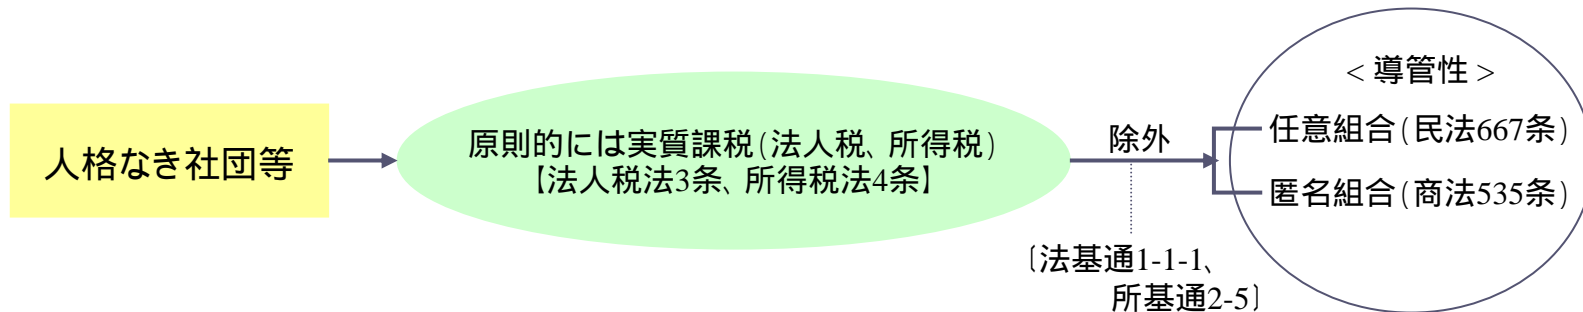 人格なき社団等
原則的には実質課税(法人税、所得税)
【法人税法3条、所得税法4条】
除外
〔法基通1-1-1、
所基通2-5〕
<導管性>
任意組合(民法667条)
匿名組合(商法535条)